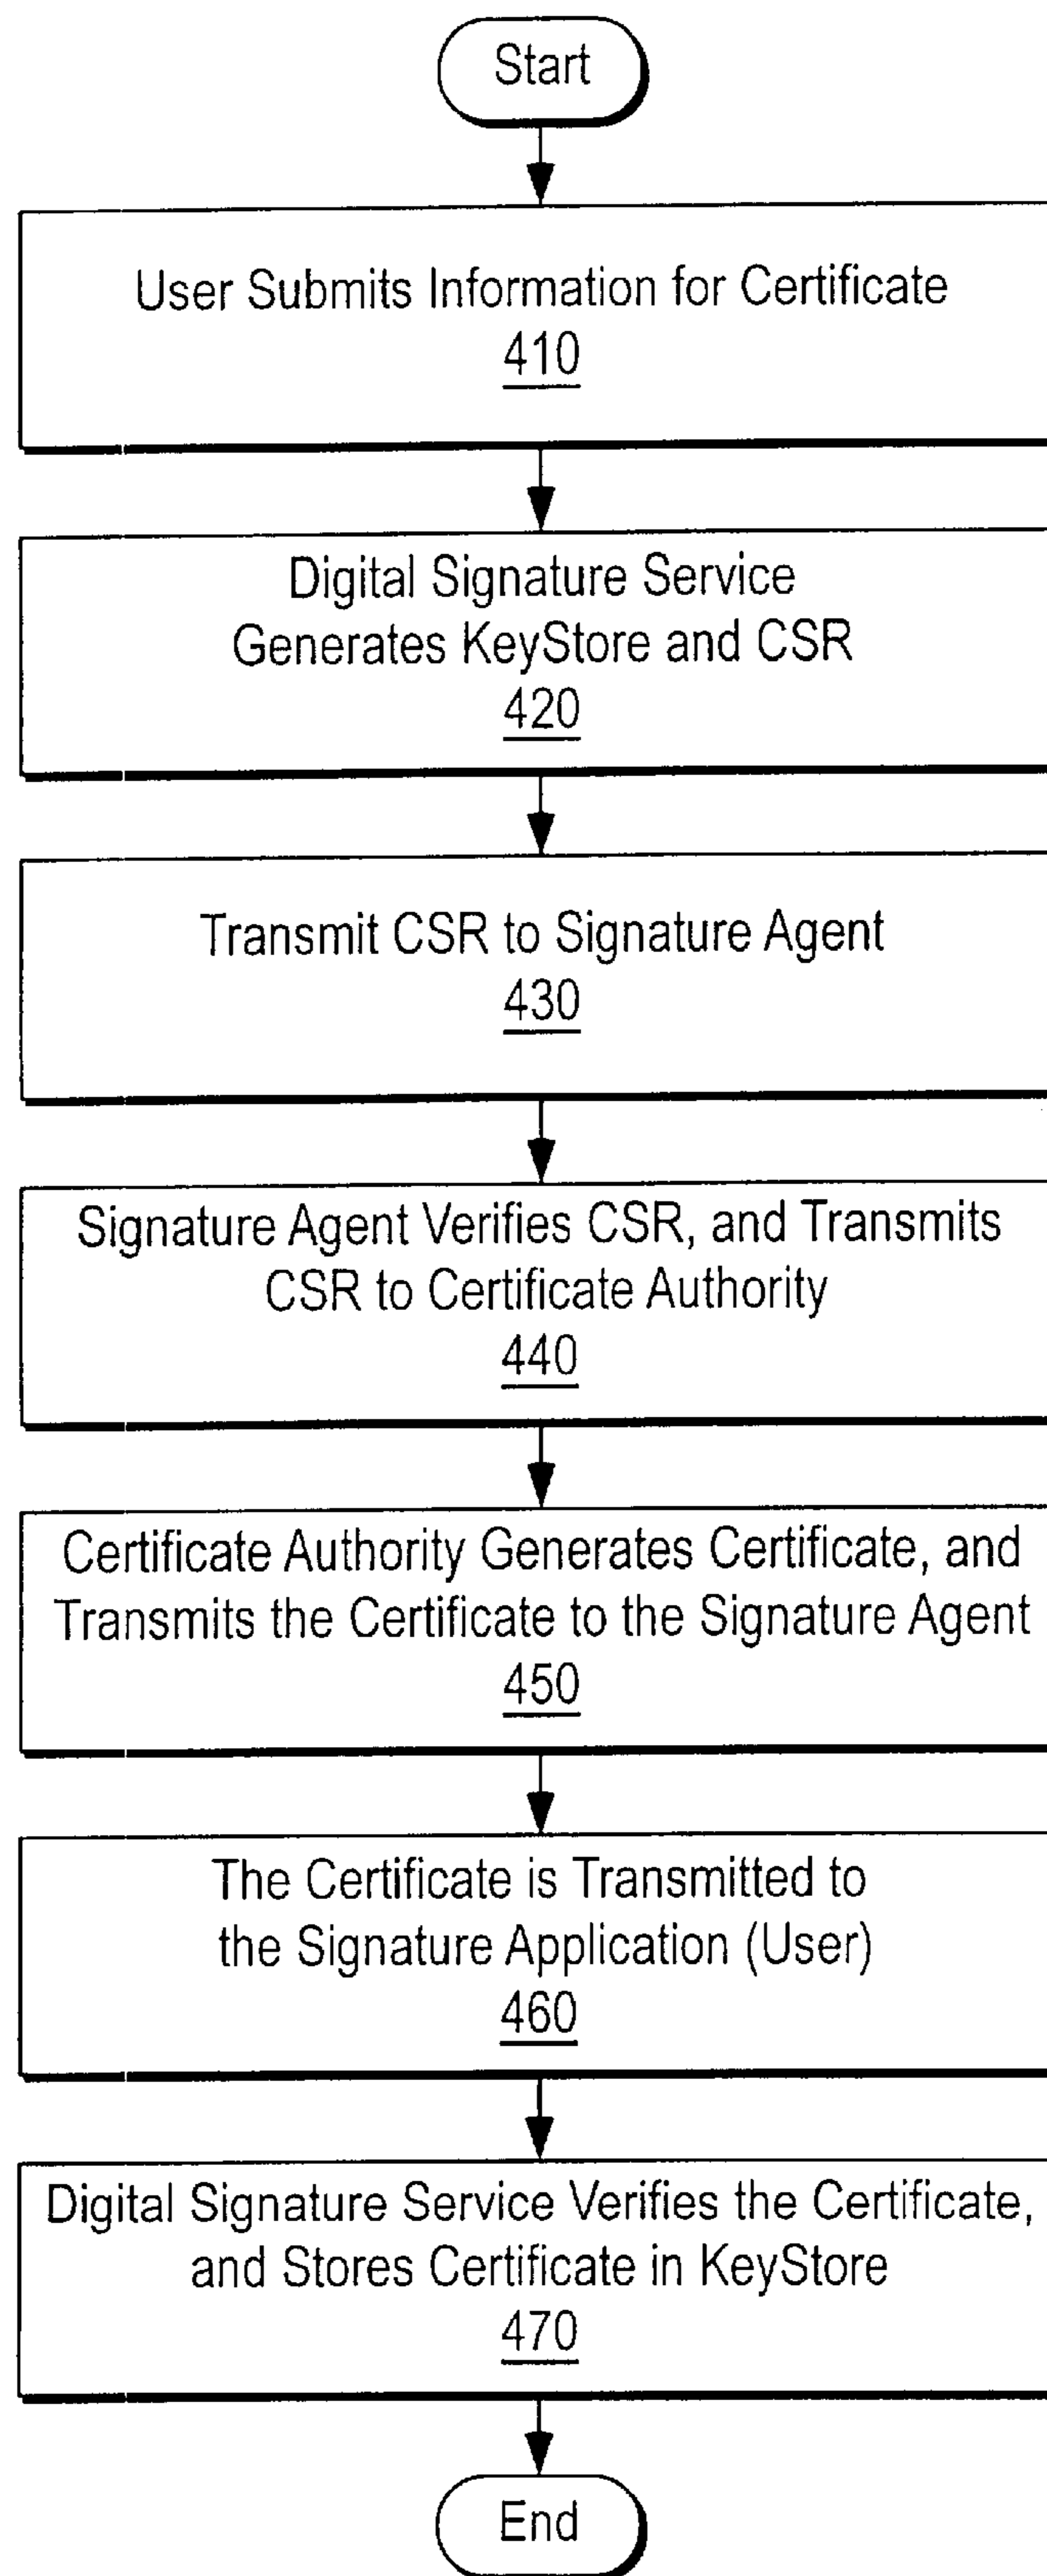 Start
User Submits Information for Certificate
410
Digital Signature Service
Generates KeyStore and CSR
420
Transmit CSR to Signature Agent
430
Signature Agent Verifies CSR, and Transmits
CSR to Certificate Authority
440
Certificate Authority Generates Certificate, and
Transmits the Certificate to the Signature Agent
450
The Certificate is Transmitted to
the Signature Application (User)
460
Digital Signature Service Verifies the Certificate,
and Stores Certificate in KeyStore
470
End